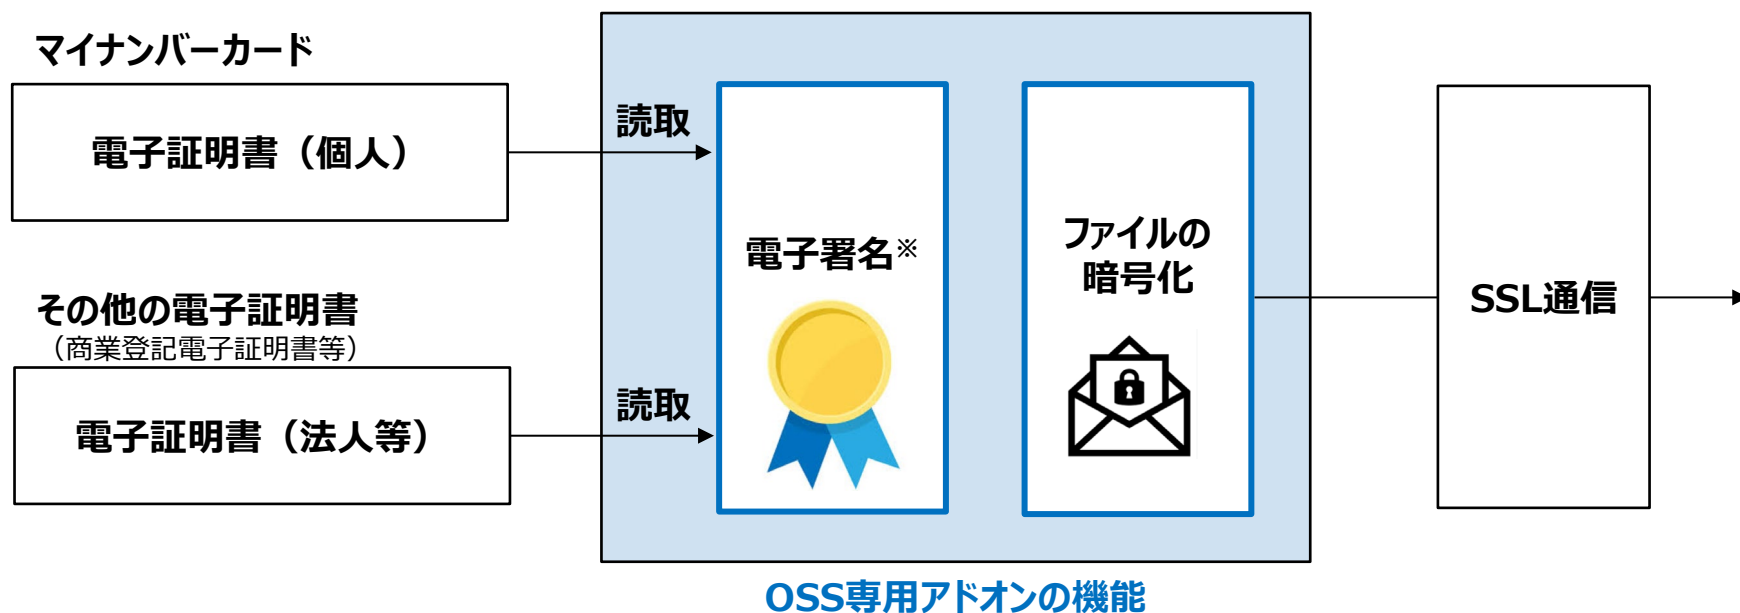 マイナンバーカード
電子証明書（個人）
その他の電子証明書
（商業登記電子証明書等）
電子証明書（法人等）
読取
読取
電子署名※
ファイルの
暗号化
SSL通信
OSS専用アドオンの機能